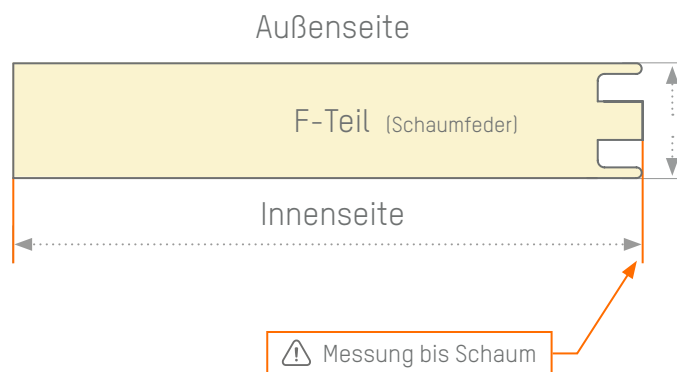 Außenseite
F-Teil (Schaumfeder)
Innenseite
Messung bis Schaum